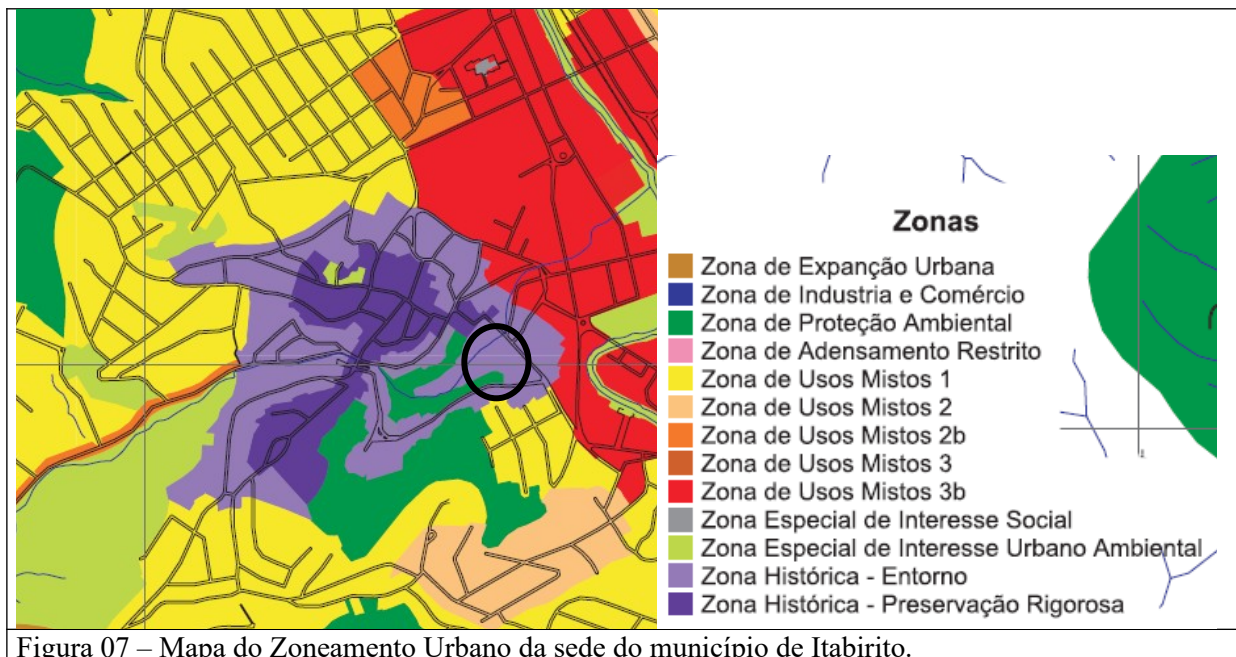 Zonas
Zona de Expanção Urbana
Zona de Industria e Comércio
Zona de Proteção Ambiental
Zona de Adensamento Restrito
Zona de Usos Mistos 1
Zona de Usos Mistos 2
Zona de Usos Mistos 2b
Zona de Usos Mistos 3
Zona de Usos Mistos 3b
Zona Especial de Interesse Social
Zona Especial de Interesse Urbano Ambiental
Zona Histórica - Entorno
Zona Histórica - Preservação Rigorosa
Figura 07 – Mapa do Zoneamento Urbano da sede do município de Itabirito.